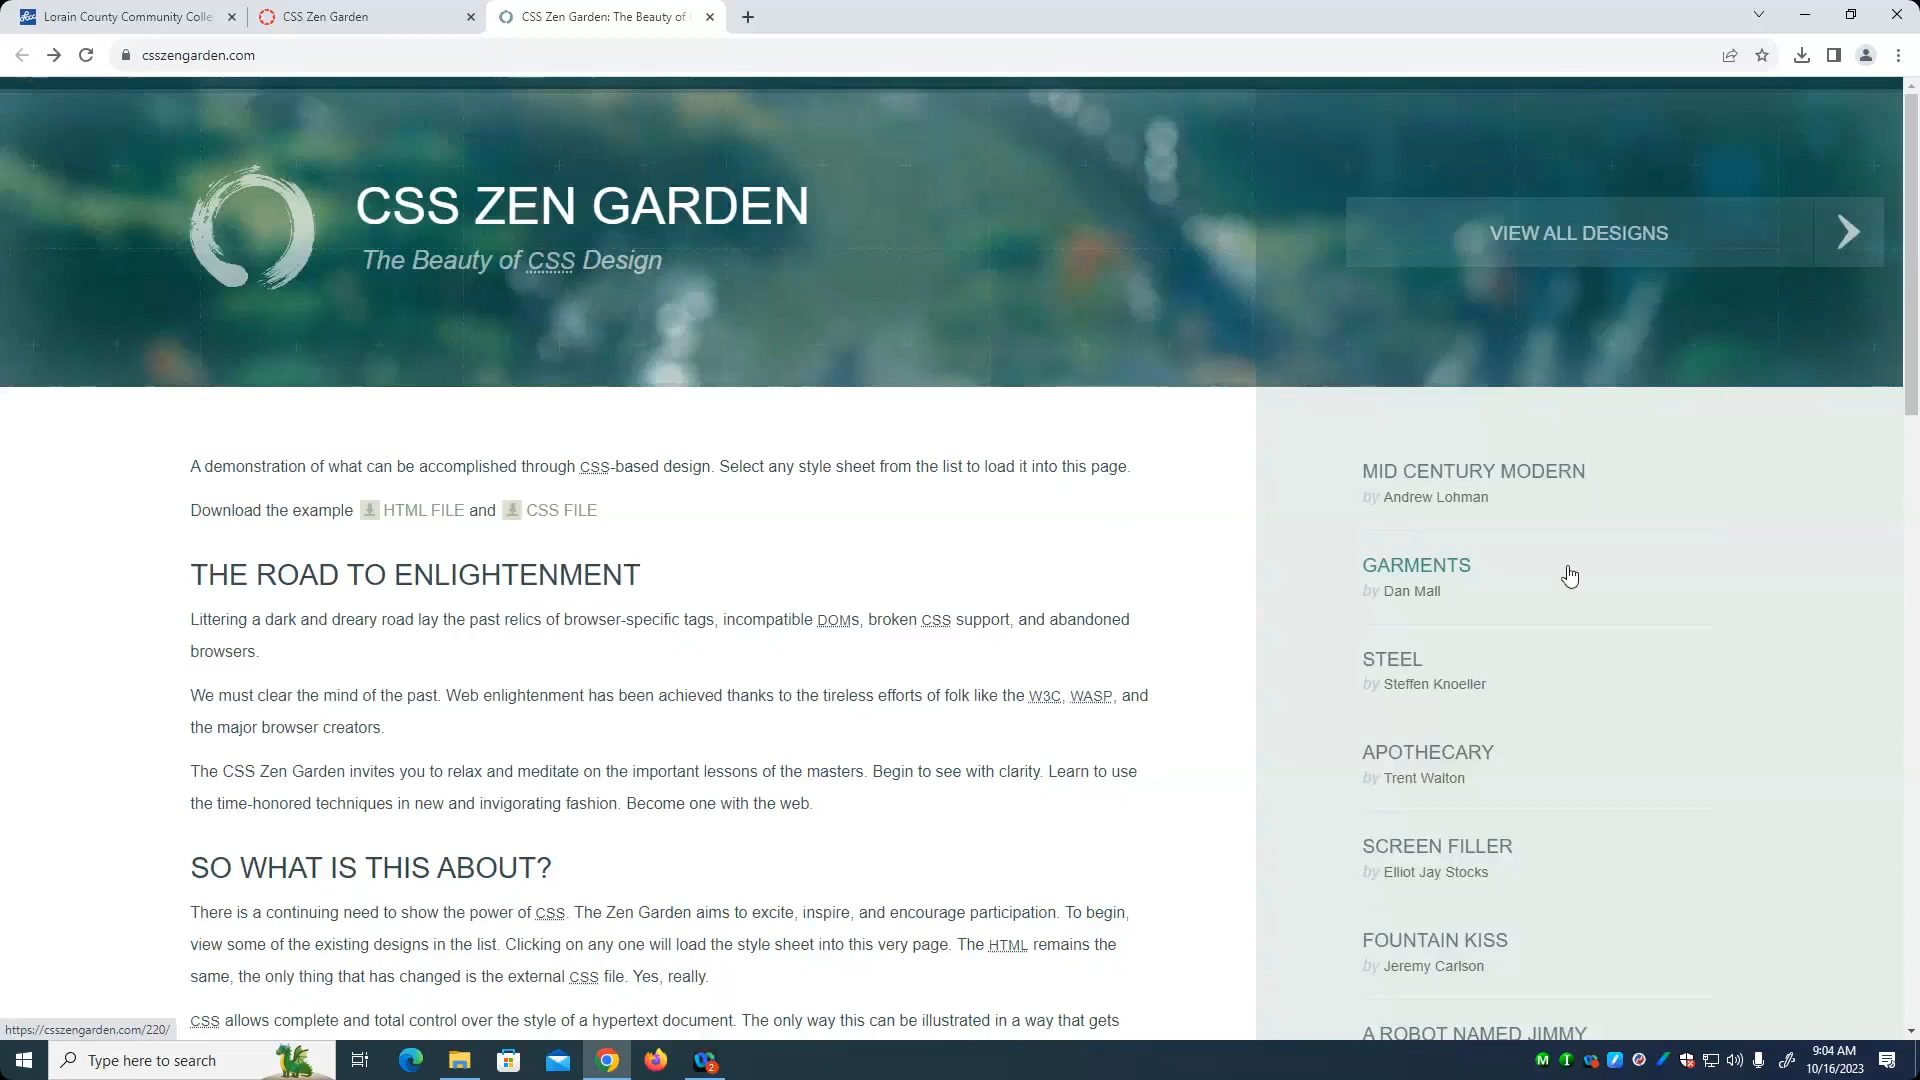 Lorain County Community Colle
CSS Zen Garden
CSS Zen Garden: The Beauty of
csszengarden.com
CSS ZEN GARDEN
The Beauty of CSS Design
VIEW ALL DESIGNS
A demonstration of what can be accomplished through CSS-based design. Select any style sheet from the list to load it into this page.
Download the example HTML FILE and CSS FILE
THE ROAD TO ENLIGHTENMENT
Littering a dark and dreary road lay the past relics of browser-specific tags, incompatible DOMs, broken CSS support, and abandoned
browsers.
We must clear the mind of the past. Web enlightenment has been achieved thanks to the tireless efforts of folk like the W3C, WASP, and
the major browser creators.
The CSS Zen Garden invites you to relax and meditate on the important lessons of the masters. Begin to see with clarity. Learn to use
the time-honored techniques in new and invigorating fashion. Become one with the web.
SO WHAT IS THIS ABOUT?
There is a continuing need to show the power of CSS. The Zen Garden aims to excite, inspire, and encourage participation. To begin,
view some of the existing designs in the list. Clicking on any one will load the style sheet into this very page. The HTML remains the
same, the only thing that has changed is the external CSS file. Yes, really.
CSS allows complete and total control over the style of a hypertext document. The only way this can be illustrated in a way that gets
MID CENTURY MODERN
by Andrew Lohman
GARMENTS
by Dan Mall
STEEL
by Steffen Knoeller
APOTHECARY
by Trent Walton
SCREEN FILLER
by Elliot Jay Stocks
FOUNTAIN KISS
by Jeremy Carlson
A ROBOT NAMED JIMMY
https://csszengarden.com/220/
Type here to search
2
9:04 AM
10/16/2023